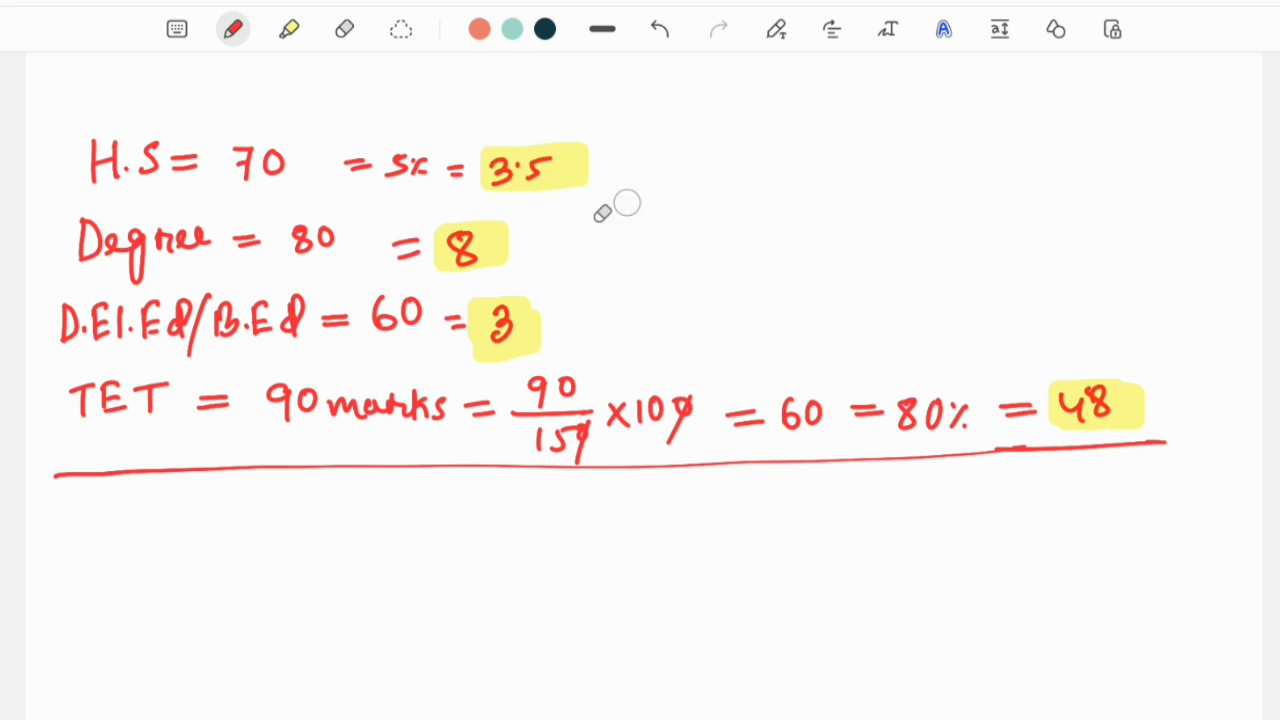 H.S = 70 = 5% = 3.5
Degree = 80 = 8
D.El.Ed/B.Ed = 60 = 3
TET = 90 marks = 90/150 × 100 = 60 = 80% = 48